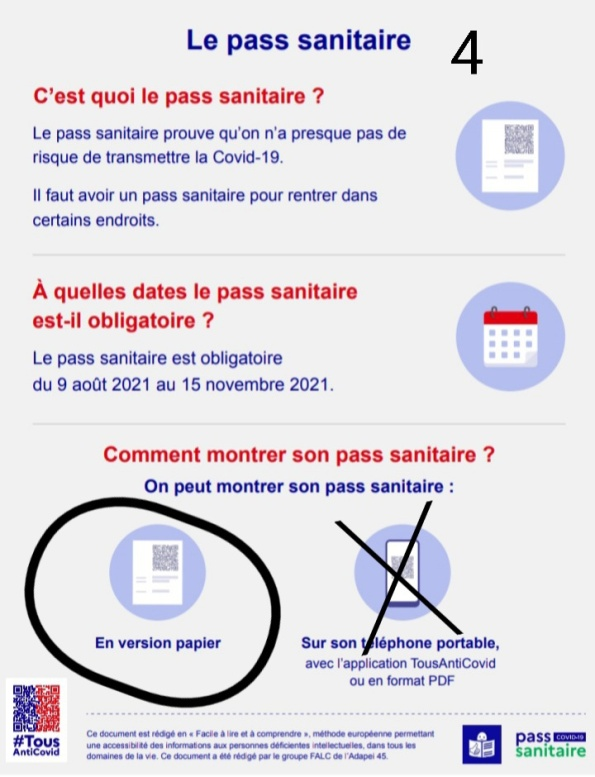 Le pass sanitaire 4
C'est quoi le pass sanitaire ?
Le pass sanitaire prouve qu'on n'a presque pas de
risque de transmettre la Covid-19.
Il faut avoir un pass sanitaire pour rentrer dans
certains endroits.
À quelles dates le pass sanitaire
est-il obligatoire ?
Le pass sanitaire est obligatoire
du 9 août 2021 au 15 novembre 2021.
Comment montrer son pass sanitaire ?
On peut montrer son pass sanitaire :
En version papier
Sur son téléphone portable,
avec l'application TousAntiCovid
ou en format PDF
#Tous
AntiCovid
Ce document est rédigé en « Facile à lire et à comprendre », méthode européenne permettant
une accessibilité des informations aux personnes déficientes intellectuelles, dans tous les
domaines de la vie. Ce document a été rédigé par le groupe FALC de l'Adapei 45.
pass COVID-19
sanitaire